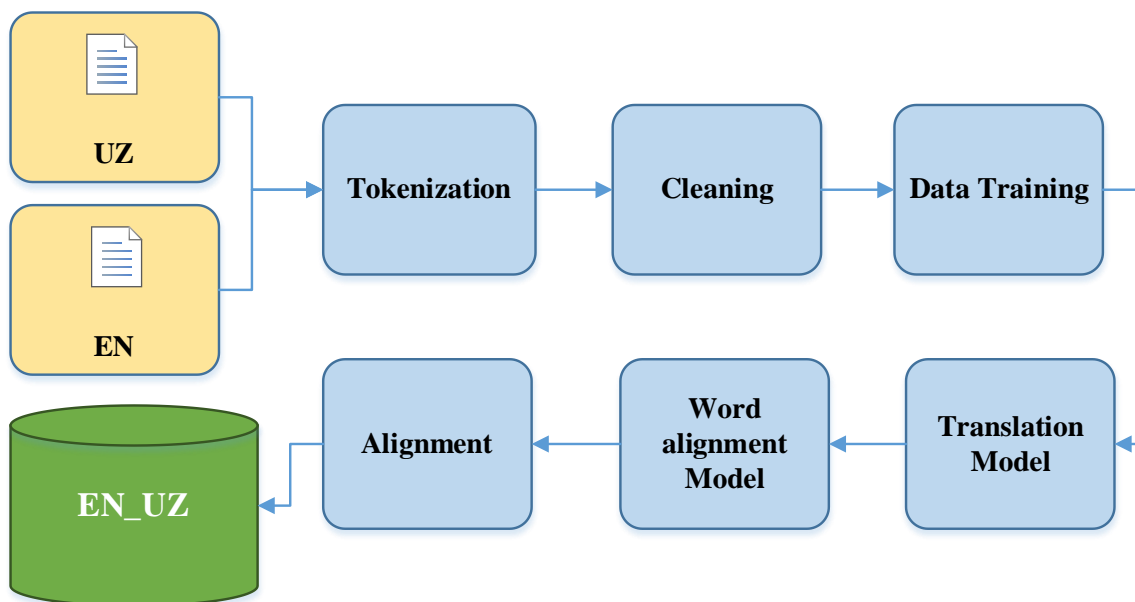 UZ
EN
Tokenization
Cleaning
Data Training
Translation
Model
Word
alignment
Model
Alignment
EN_UZ